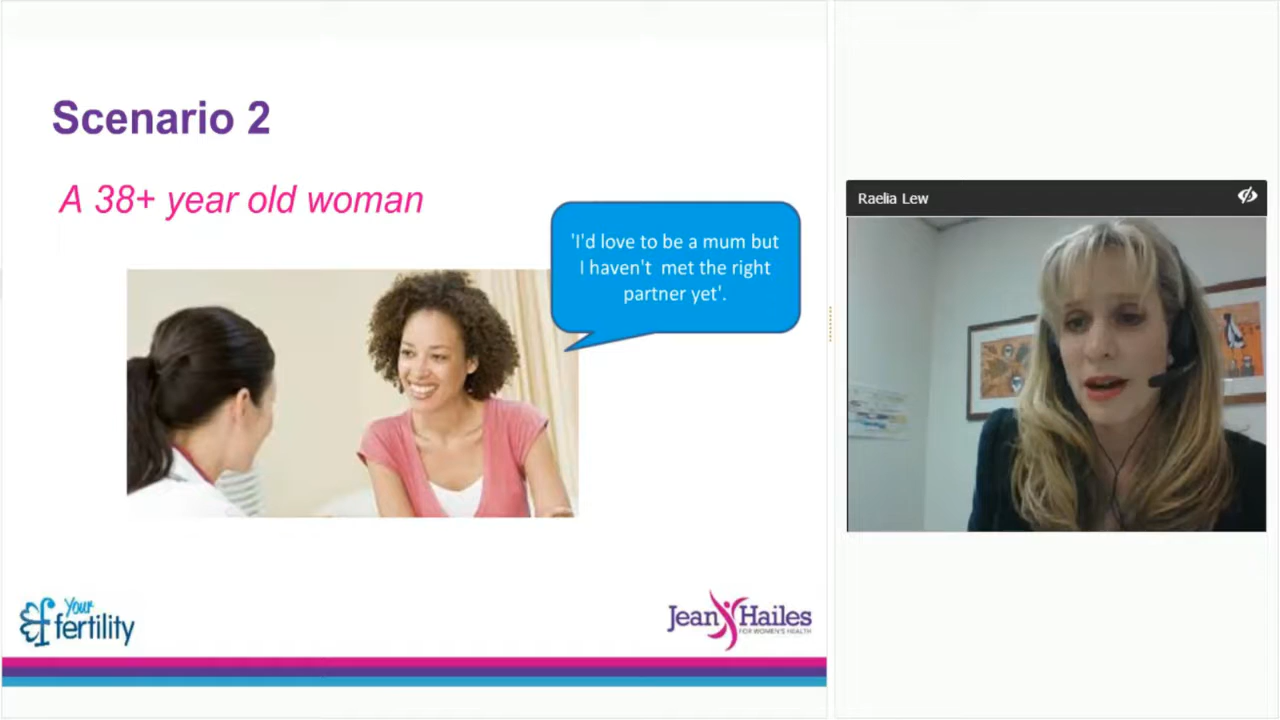 Scenario 2
A 38+ year old woman
'I'd love to be a mum but
I haven't met the right
partner yet'.
Raelia Lew
Your
fertility
Jean Hailes
FOR WOMEN'S HEALTH